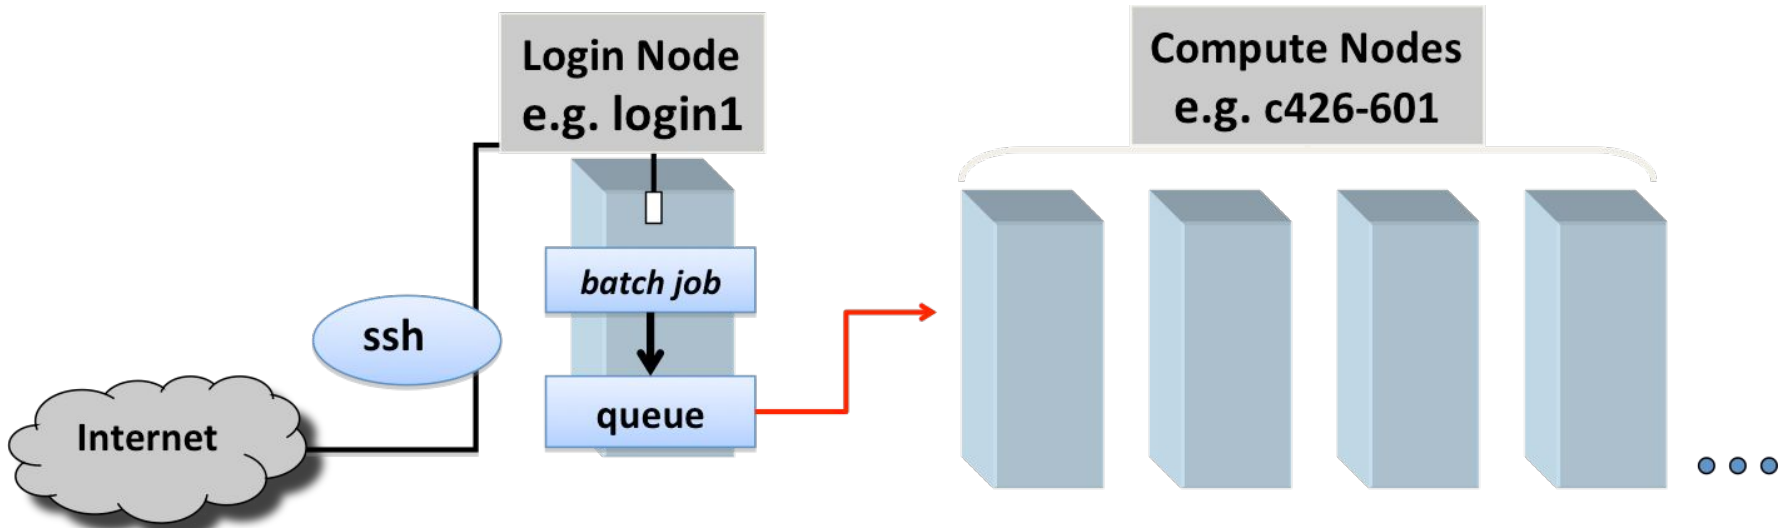 Login Node
e.g. login1
Compute Nodes
e.g. c426-601
batch job
ssh
queue
Internet